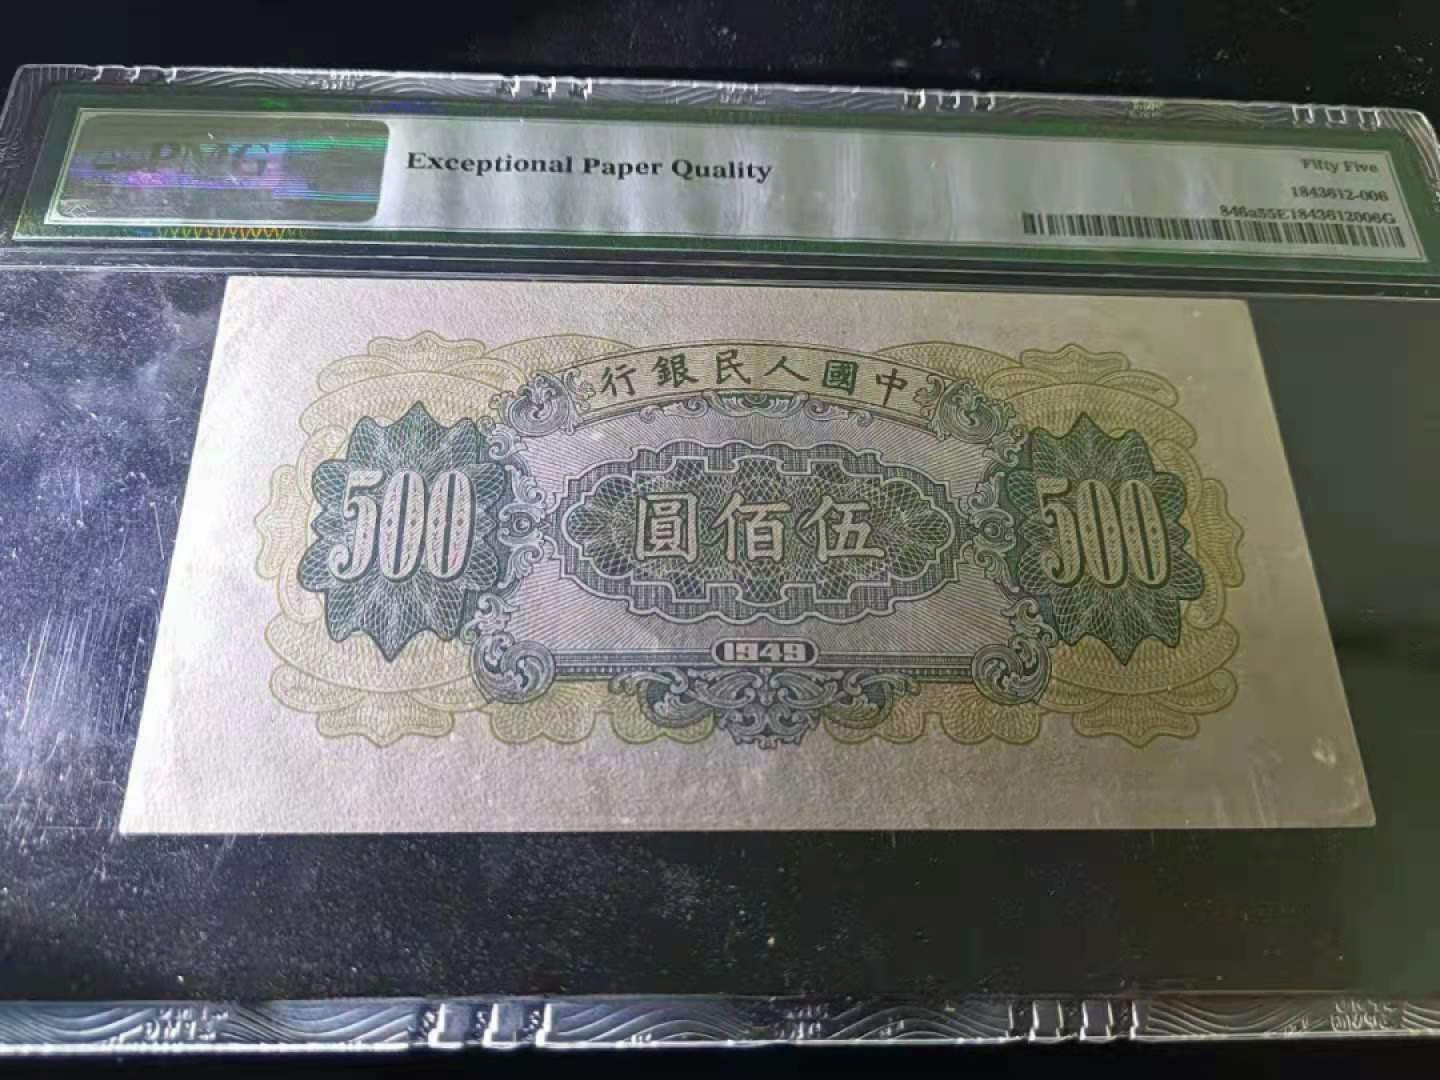 PMG
Exceptional Paper Quality
Fifty Five
1843612-006
846a55E1843612006G
行銀民人國中
500
圓佰伍
500
1949